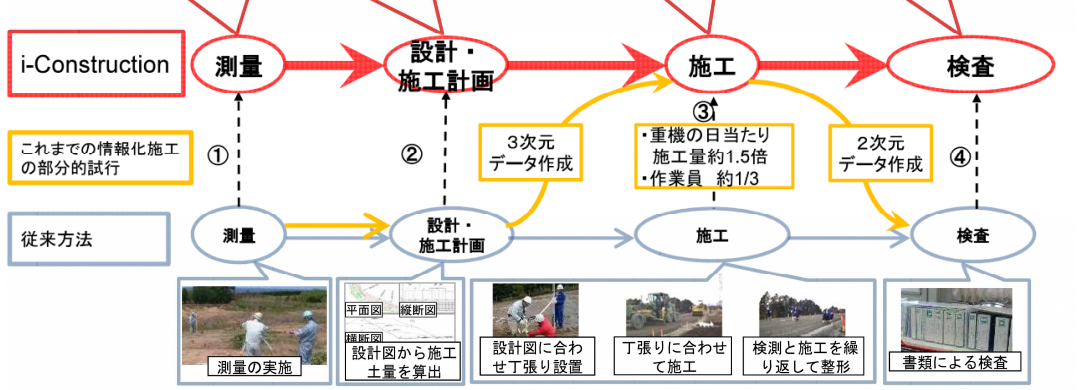 i-Construction
測量
設計・
施工計画
施工
検査
これまでの情報化施工
の部分的試行
①
②
3次元
データ作成
③
・重機の日当たり
施工量約1.5倍
・作業員 約1/3
2次元
データ作成
④
従来方法
測量
設計・
施工計画
施工
検査
測量の実施
平面図
縦断図
横断図
設計図から施工
土量を算出
設計図に合わ
せ丁張り設置
丁張りに合わせ
て施工
検測と施工を繰
り返して整形
書類による検査